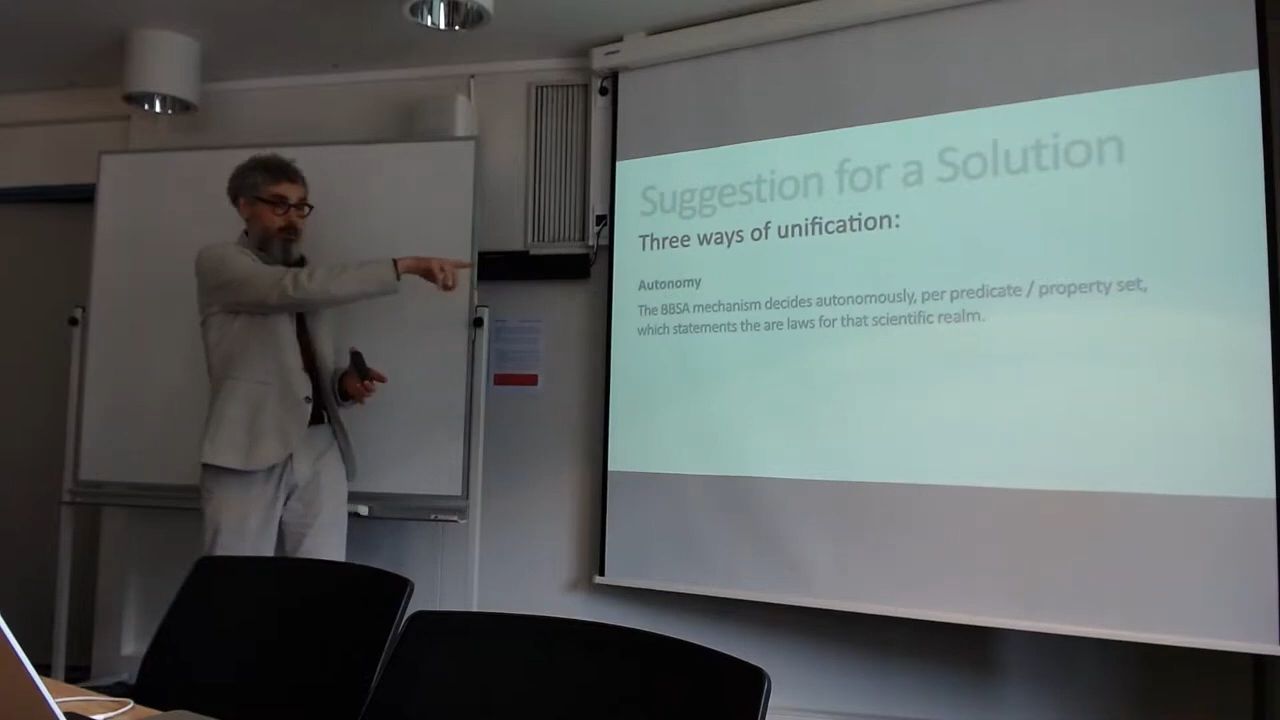 Suggestion for a Solution
Three ways of unification:
Autonomy
The BBSA mechanism decides autonomously, per predicate / property set,
which statements the are laws for that scientific realm.